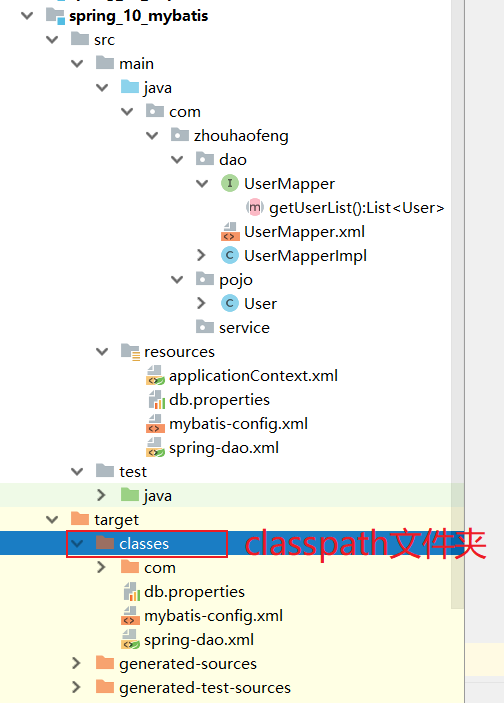 spring_10_mybatis
src
main
java
com
zhouhaofeng
dao
I UserMapper
m getUserList():List<User>
UserMapper.xml
C UserMapperImpl
pojo
C User
service
resources
applicationContext.xml
db.properties
mybatis-config.xml
spring-dao.xml
test
java
target
classes classpath文件夹
com
db.properties
mybatis-config.xml
spring-dao.xml
generated-sources
generated-test-sources